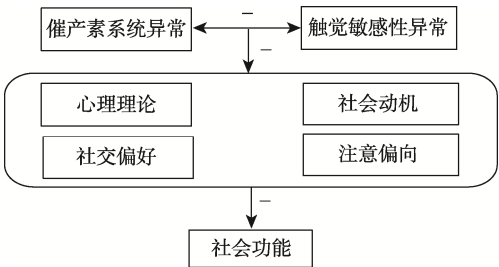 催产素系统异常
−
触觉敏感性异常
−
心理理论
社会动机
社交偏好
注意偏向
−
社会功能